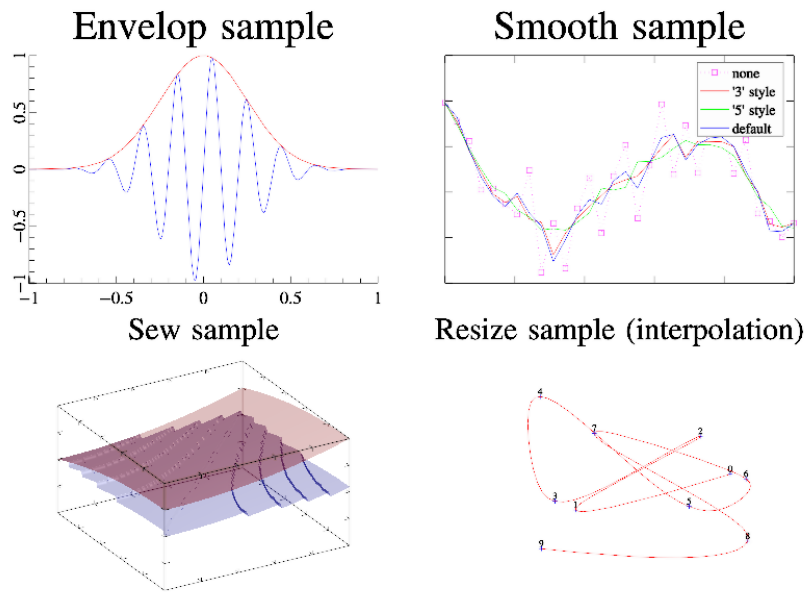 Envelop sample
Smooth sample
1
0.5
0
−0.5
−1
−1
−0.5
0
0.5
1
none
'3' style
'5' style
default
Sew sample
Resize sample (interpolation)
4
7
2
0
6
3
1
5
8
9